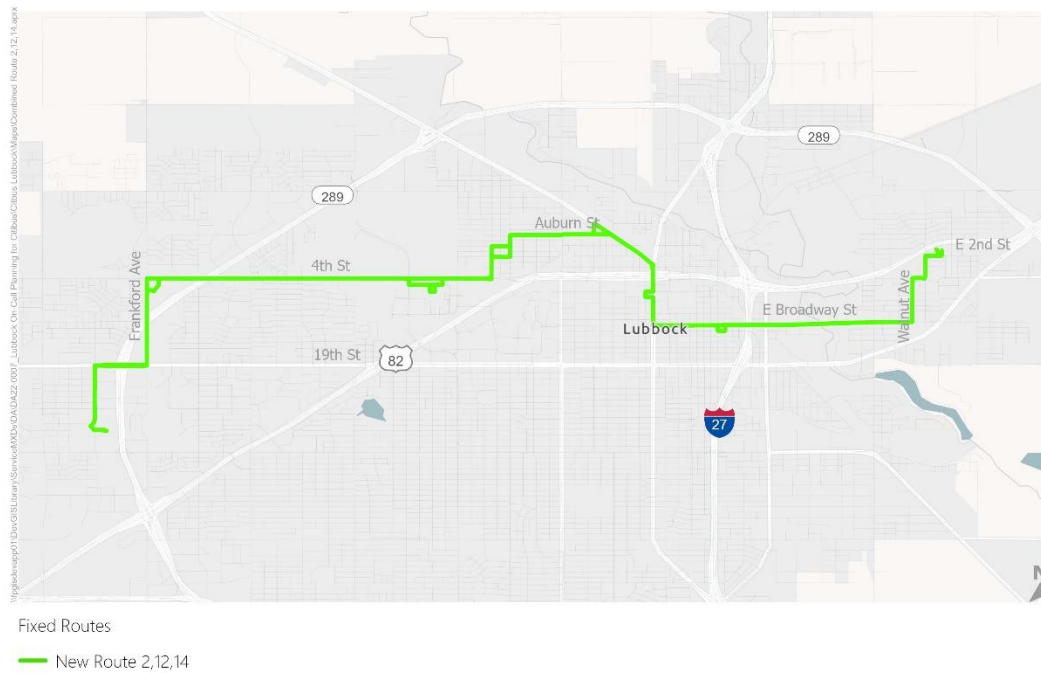 289
289
Auburn St
E 2nd St
4th St
Frankford Ave
Walnut Ave
E Broadway St
Lubbock
19th St
82
27
N
Fixed Routes
New Route 2,12,14